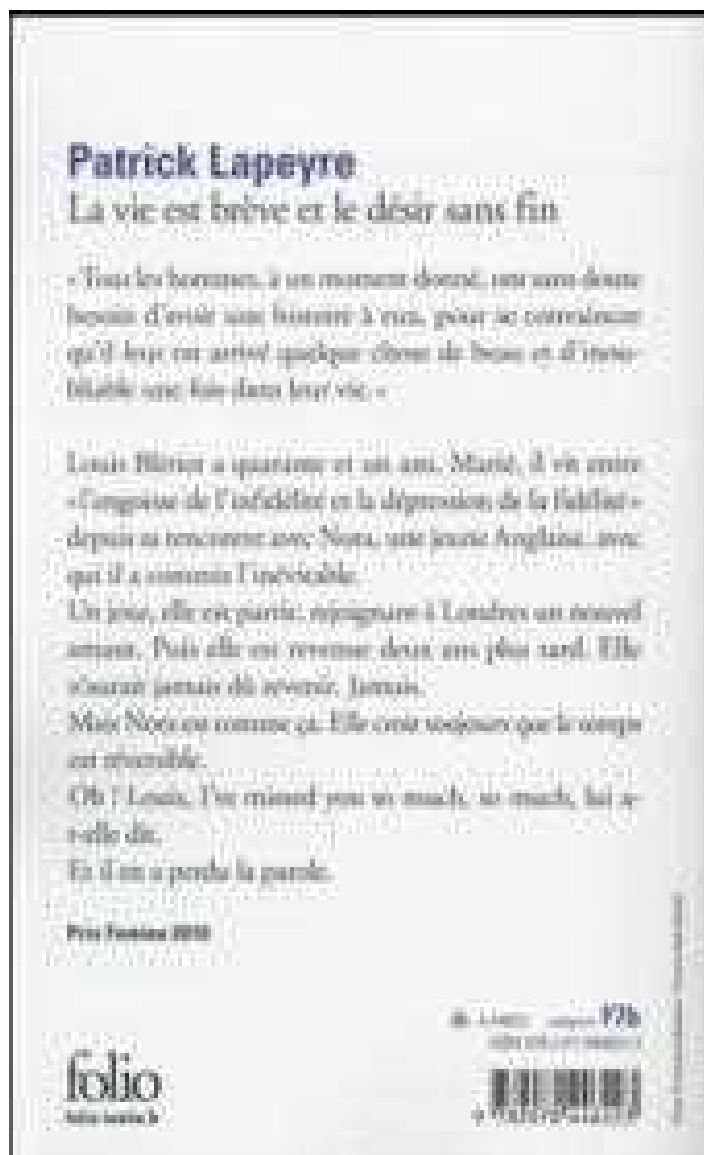 Patrick Lapeyre
La vie est brève et le désir sans fin
« Tous les hommes, à un moment donné, ont sans doute
besoin d'avoir une histoire à eux, pour se convaincre
qu'il leur est arrivé quelque chose de beau et d'inou-
bliable une fois dans leur vie. »
Louis Blériot a quarante et un ans. Marié, il vit entre
« l'angoisse de l'infidélité et la dépression de la fidélité »
depuis sa rencontre avec Nora, une jeune Anglaise, avec
qui il a commis l'inévitable.
Un jour, elle est partie, rejoignant à Londres un nouvel
amant. Puis elle est revenue deux ans plus tard. Elle
n'aurait jamais dû revenir. Jamais.
Mais Nora est comme ça. Elle croit toujours que le temps
est réversible.
Oh ! Louis, I've missed you so much, so much, lui a-
t-elle dit.
Et il en a perdu la parole.
Prix Femina 2010
F7b
folio